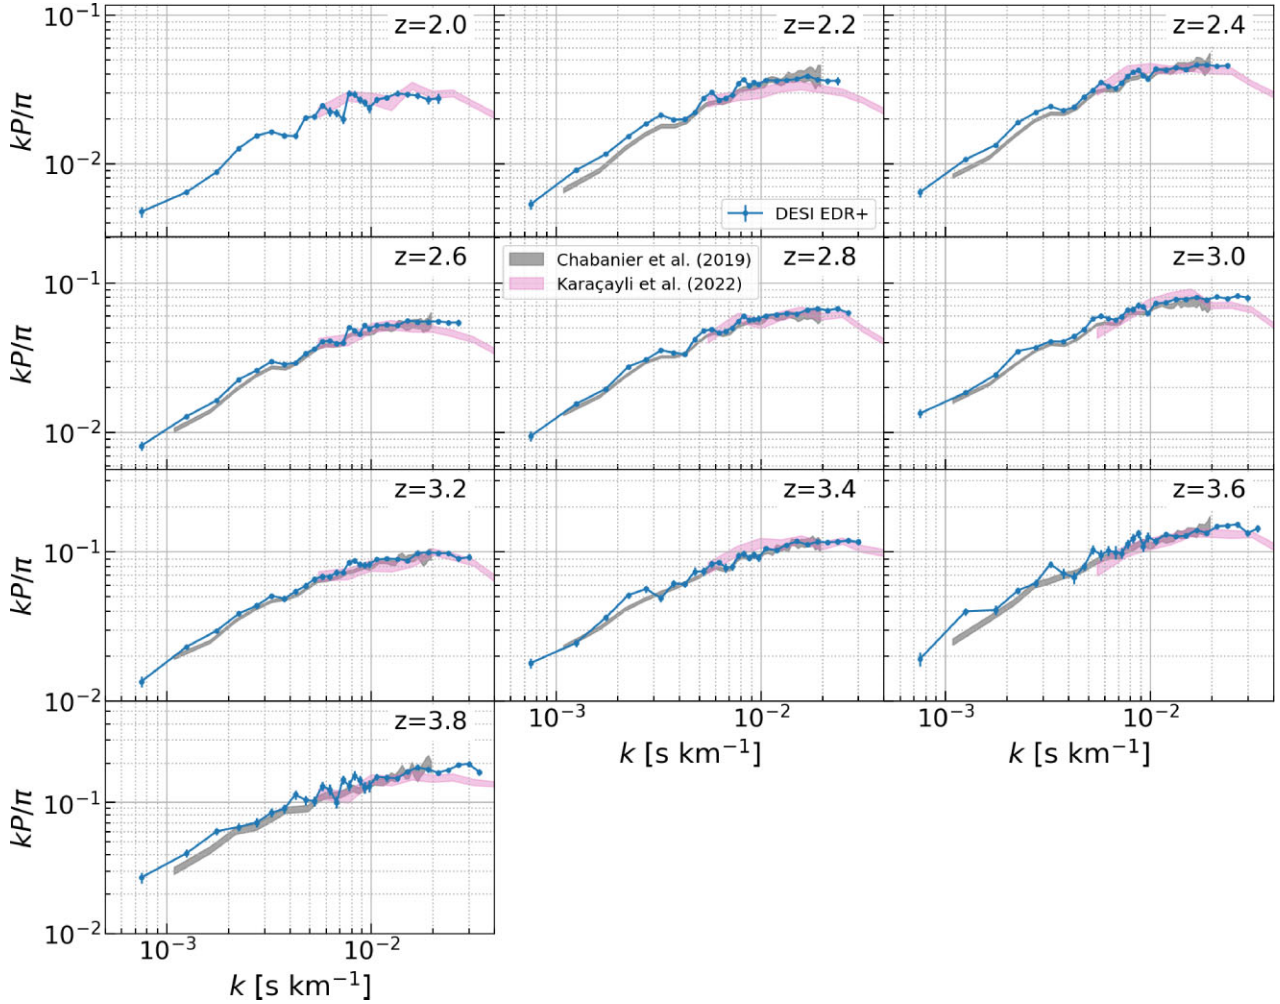 z=2.0
z=2.2
z=2.4
10⁻¹
10⁻²
kP/π
DESI EDR+
z=2.6
z=2.8
z=3.0
Chabanier et al. (2019)
Karaçayli et al. (2022)
10⁻¹
10⁻²
kP/π
z=3.2
z=3.4
z=3.6
10⁻¹
10⁻²
kP/π
10⁻³ 10⁻²
k [s km⁻¹]
10⁻³ 10⁻²
k [s km⁻¹]
z=3.8
10⁻¹
10⁻²
kP/π
10⁻³ 10⁻²
k [s km⁻¹]